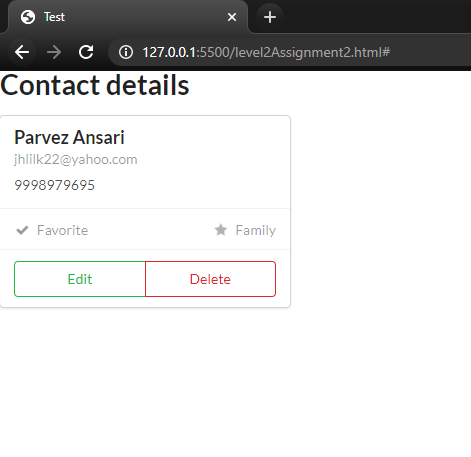 Test
127.0.0.1:5500/level2Assignment2.html#
Contact details
Parvez Ansari
jhlilk22@yahoo.com
9998979695
Favorite Family
Edit Delete